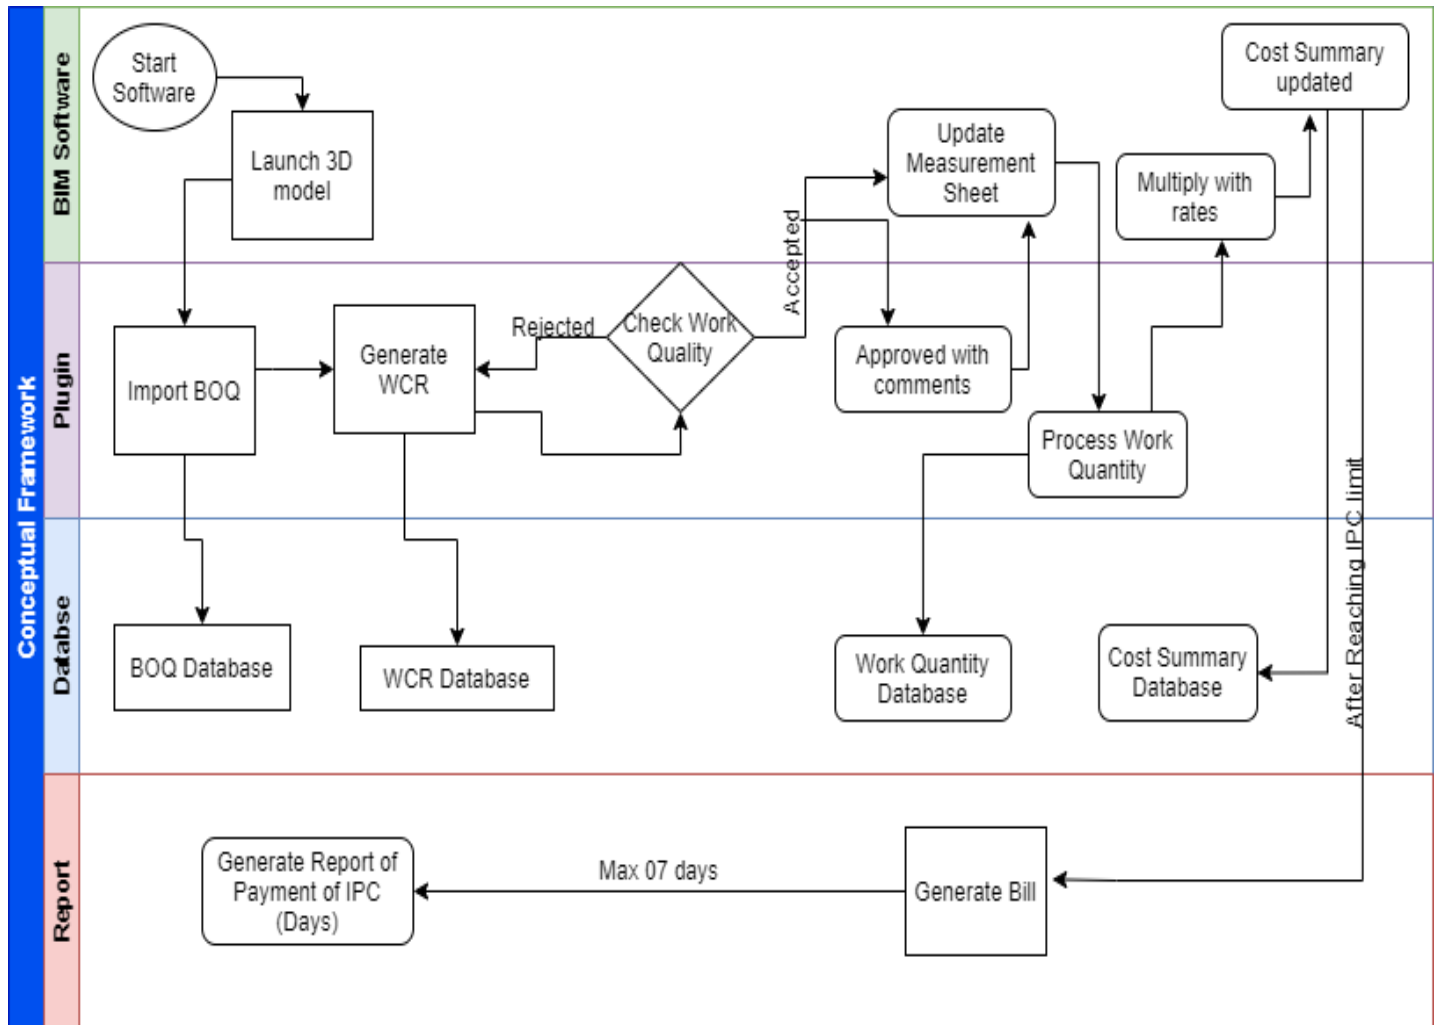 Conceptual Framework
BIM Software
Start
Software
Launch 3D
model
Update
Measurement
Sheet
Multiply with
rates
Cost Summary
updated
Accepted
Plugin
Import BOQ
Generate
WCR
Rejected
Check Work
Quality
Approved with
comments
Process Work
Quantity
After Reaching IPC limit
Databse
BOQ Database
WCR Database
Work Quantity
Database
Cost Summary
Database
Report
Generate Report of
Payment of IPC
(Days)
Max 07 days
Generate Bill